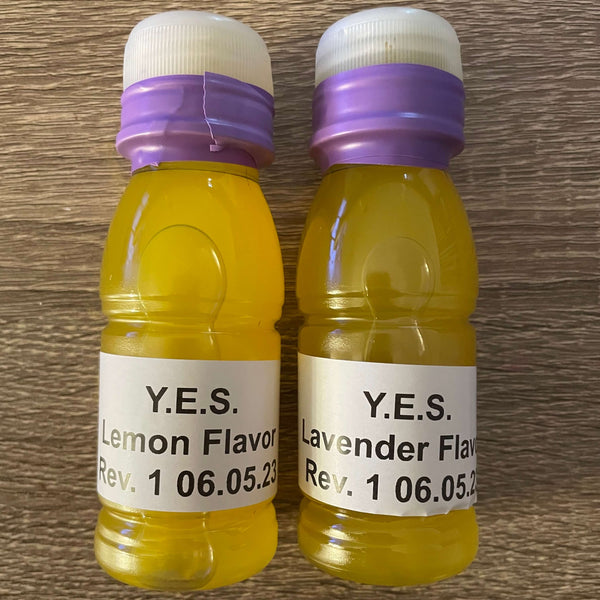 Y.E.S.
Lemon Flavor
Rev. 1 06.05.23
Y.E.S.
Lavender Flav
Rev. 1 06.05.2